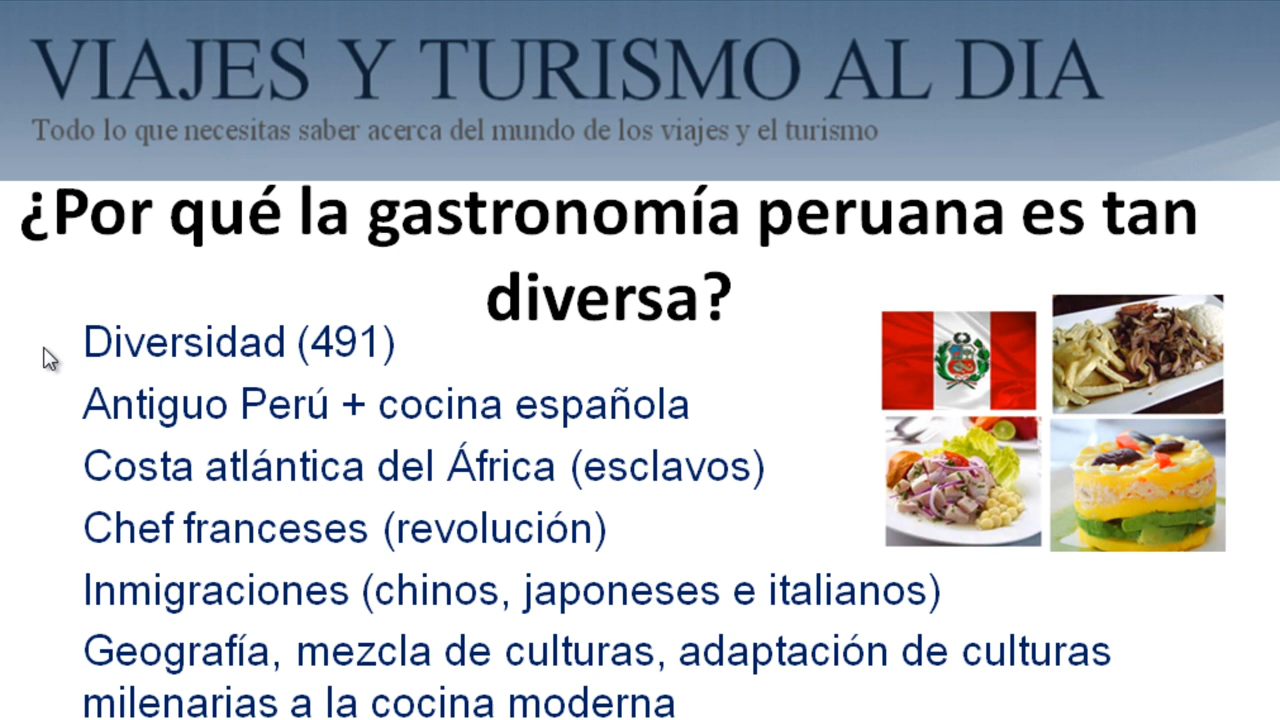 VIAJES Y TURISMO AL DIA
Todo lo que necesitas saber acerca del mundo de los viajes y el turismo
¿Por qué la gastronomía peruana es tan
diversa?
Diversidad (491)
Antiguo Perú + cocina española
Costa atlántica del África (esclavos)
Chef franceses (revolución)
Inmigraciones (chinos, japoneses e italianos)
Geografía, mezcla de culturas, adaptación de culturas
milenarias a la cocina moderna